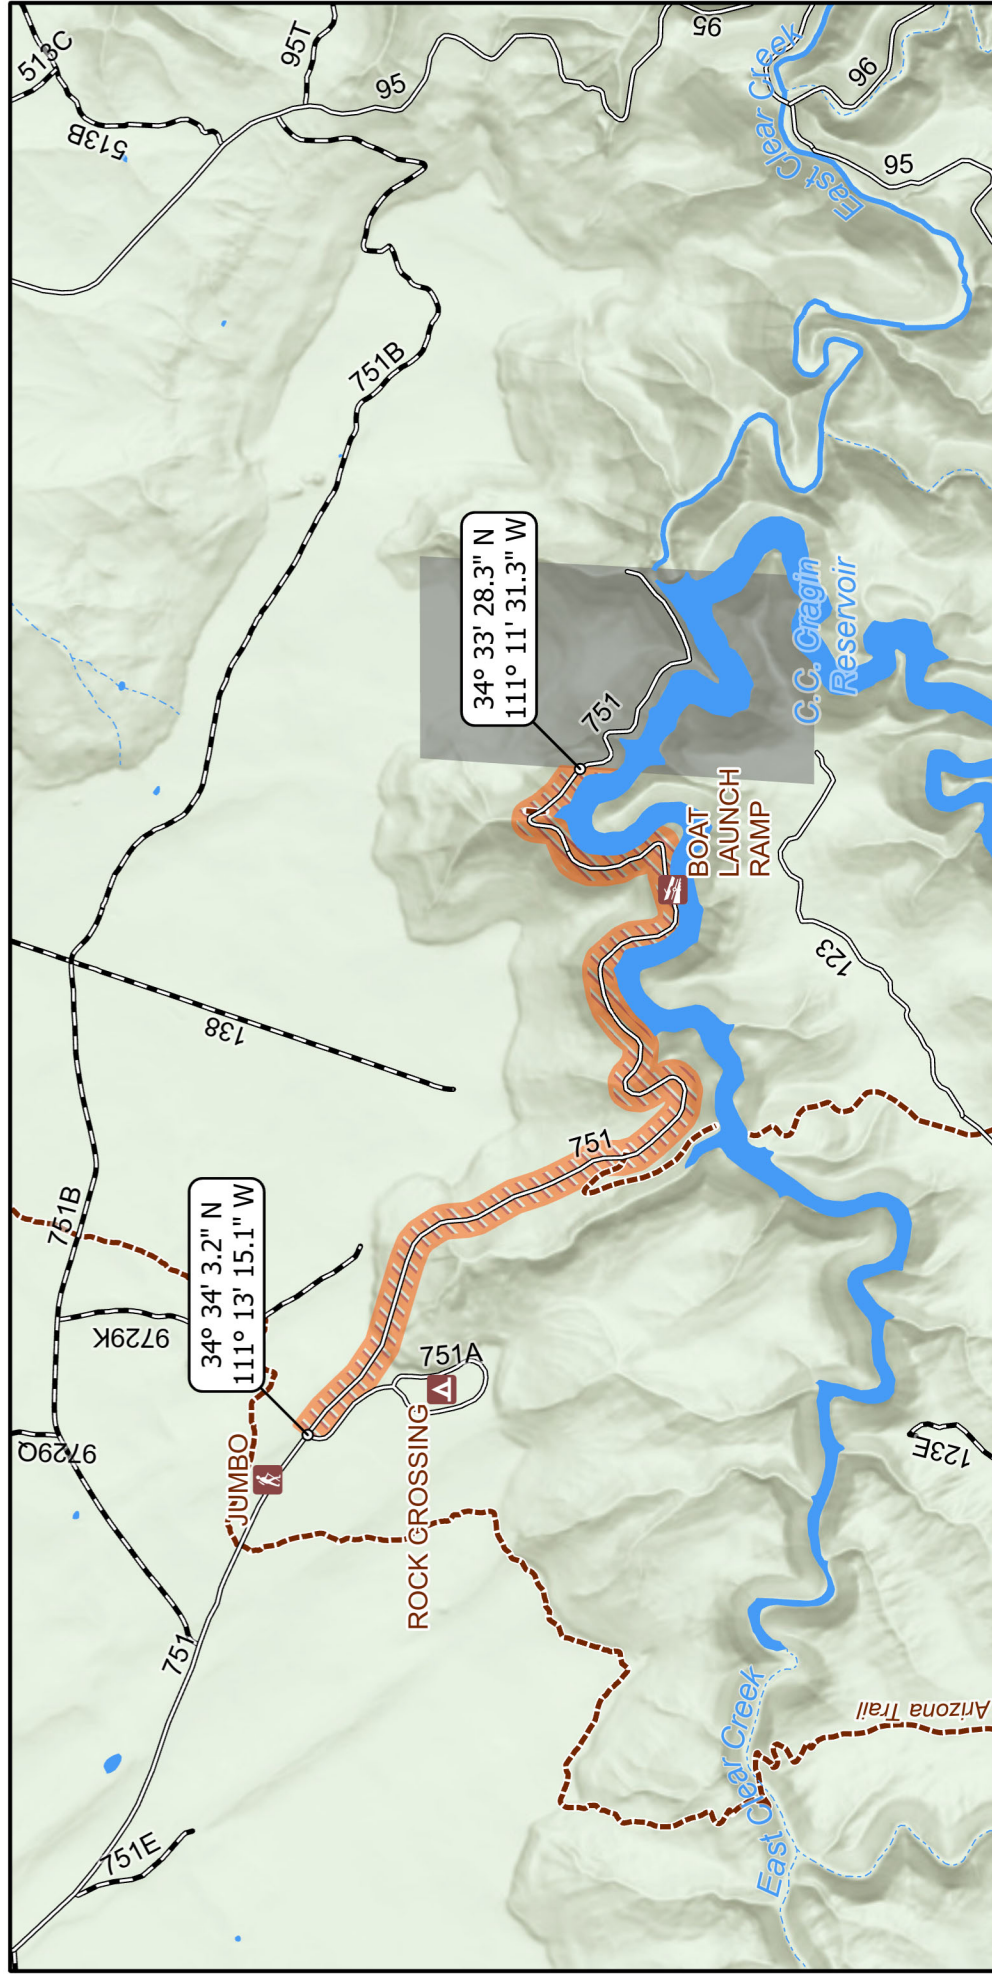 513C
513B
95T
95
95
96
East Clear Creek
95
751B
34° 33' 28.3" N
111° 11' 31.3" W
751
C.C. Cragin
Reservoir
BOAT
LAUNCH
RAMP
123
138
751B
751
34° 34' 3.2" N
111° 13' 15.1" W
9729K
9729Q
751A
JUMBO
ROCK CROSSING
123E
751
751E
East Clear Creek
Arizona Trail